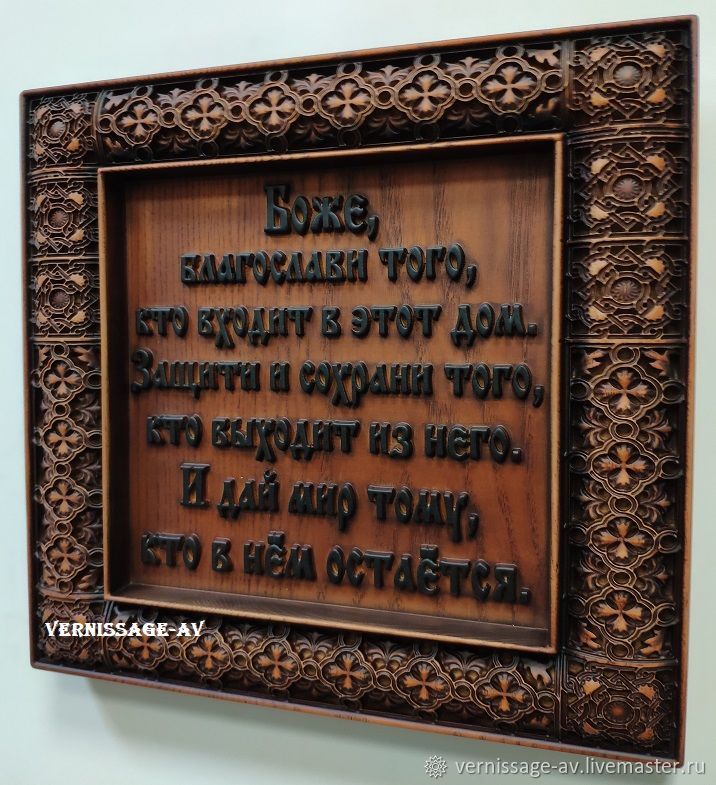 Боже,
благослави того,
кто входит в этот дом.
Защити и сохрани того,
кто выходит из него.
И дай мир тому,
кто в нём остаётся.
VERNISSAGE-AV
vernissage-av.livemaster.ru